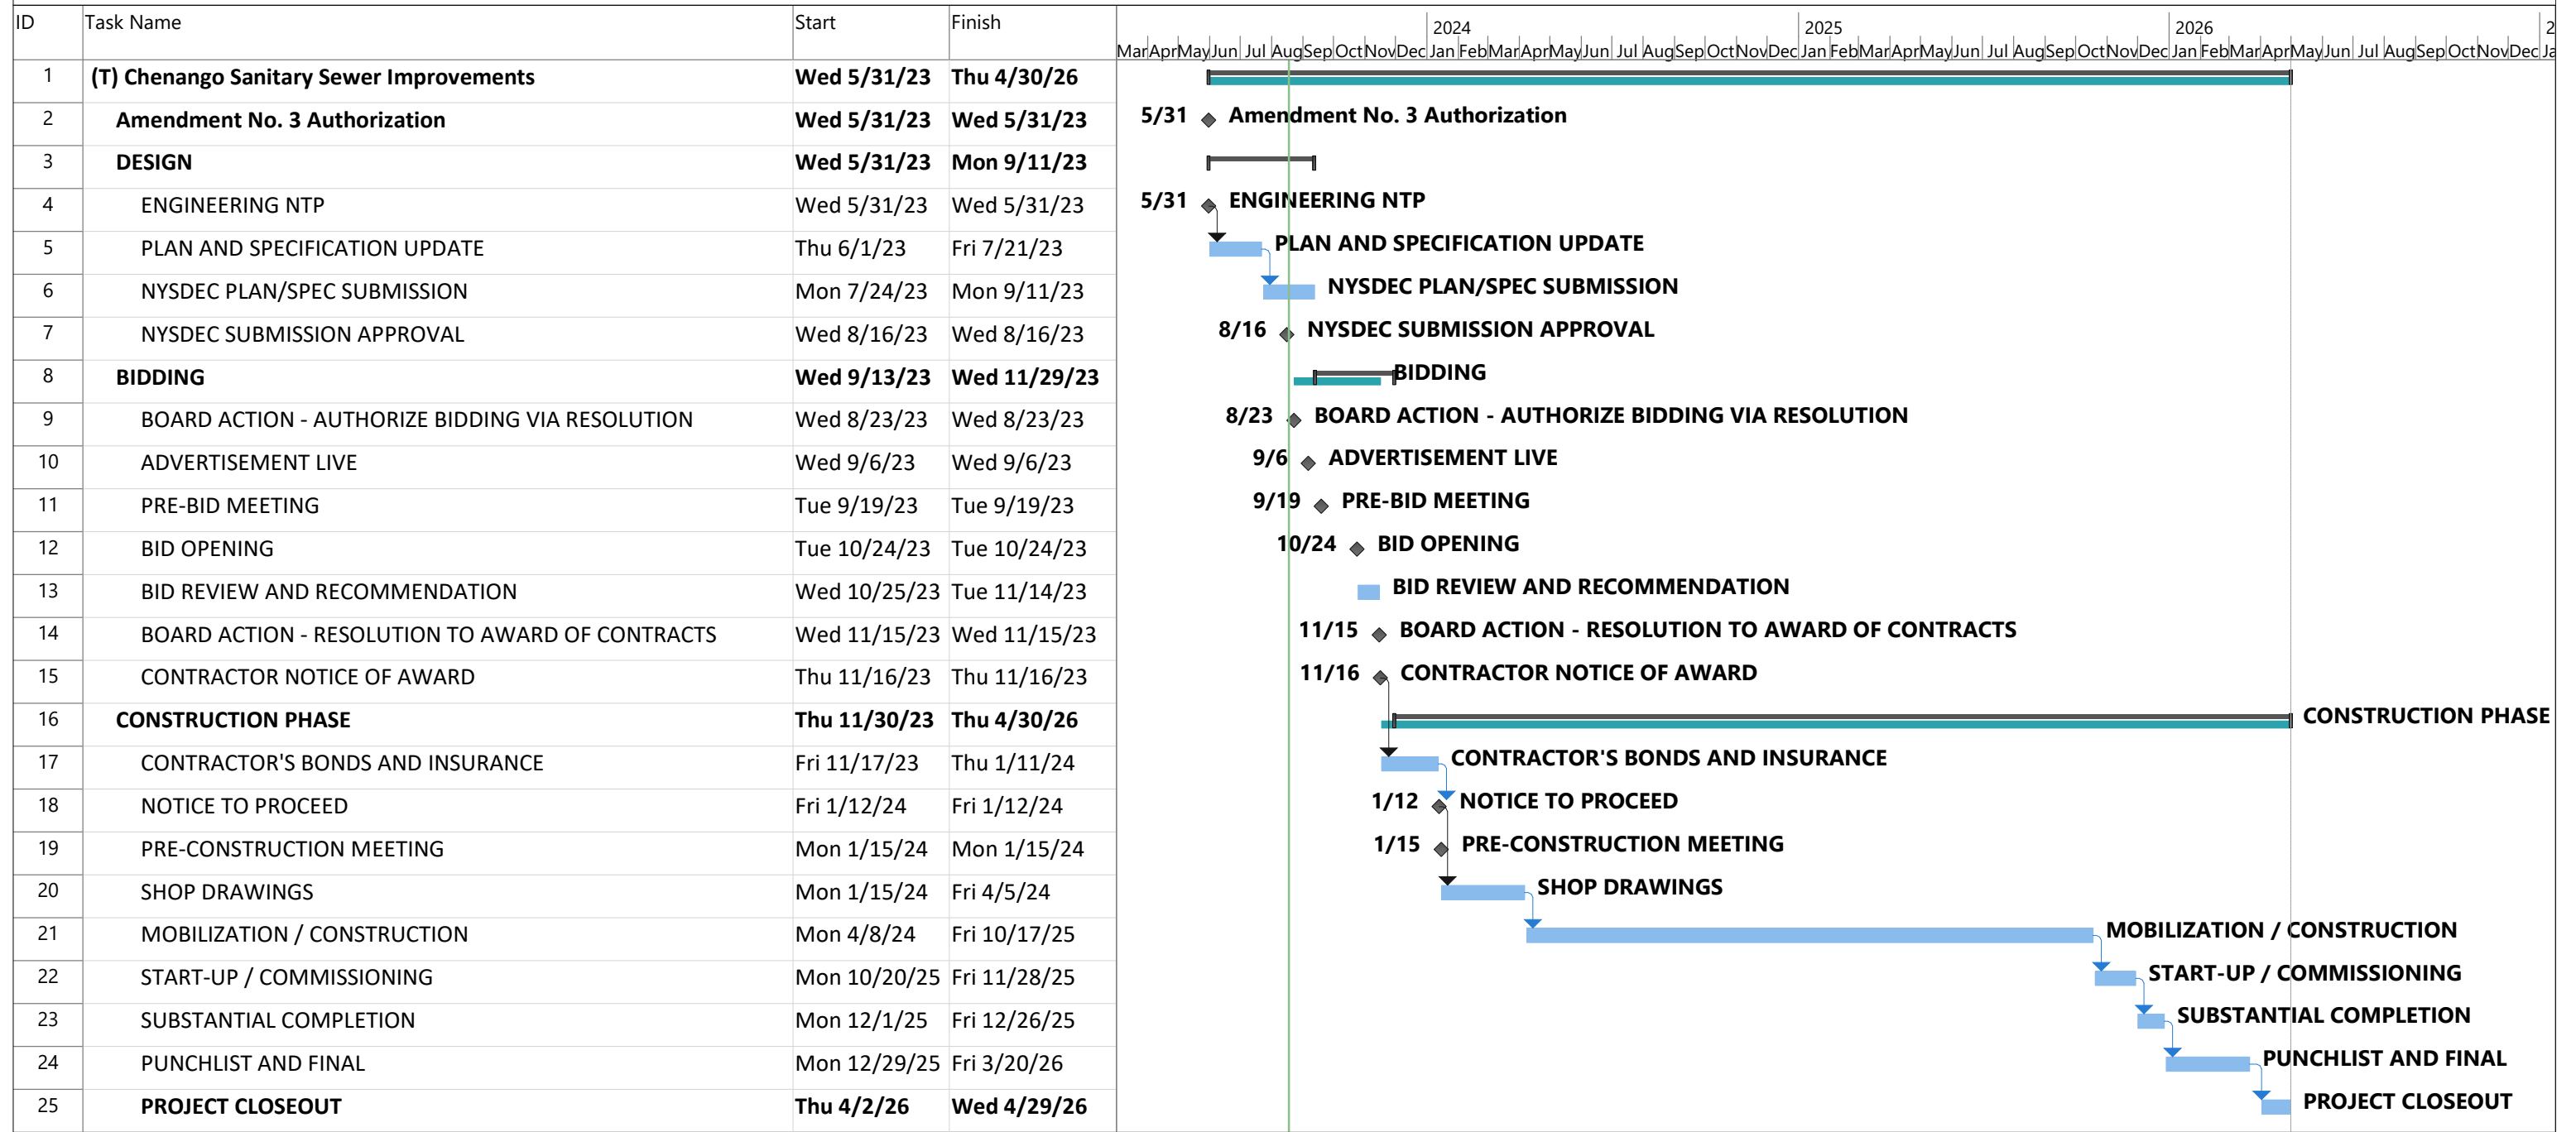 ID Task Name Start Finish 2024 2025 2026 2
Mar Apr May Jun Jul Aug Sep Oct Nov Dec Jan Feb Mar Apr May Jun Jul Aug Sep Oct Nov Dec Jan Feb Mar Apr May Jun Jul Aug Sep Oct Nov Dec Jan Feb Mar Apr May Jun Jul Aug Sep Oct Nov Dec Ja
1 (T) Chenango Sanitary Sewer Improvements Wed 5/31/23 Thu 4/30/26
2 Amendment No. 3 Authorization Wed 5/31/23 Wed 5/31/23 5/31 Amendment No. 3 Authorization
3 DESIGN Wed 5/31/23 Mon 9/11/23
4 ENGINEERING NTP Wed 5/31/23 Wed 5/31/23 5/31 ENGINEERING NTP
5 PLAN AND SPECIFICATION UPDATE Thu 6/1/23 Fri 7/21/23 PLAN AND SPECIFICATION UPDATE
6 NYSDEC PLAN/SPEC SUBMISSION Mon 7/24/23 Mon 9/11/23 NYSDEC PLAN/SPEC SUBMISSION
7 NYSDEC SUBMISSION APPROVAL Wed 8/16/23 Wed 8/16/23 8/16 NYSDEC SUBMISSION APPROVAL
8 BIDDING Wed 9/13/23 Wed 11/29/23 BIDDING
9 BOARD ACTION - AUTHORIZE BIDDING VIA RESOLUTION Wed 8/23/23 Wed 8/23/23 8/23 BOARD ACTION - AUTHORIZE BIDDING VIA RESOLUTION
10 ADVERTISEMENT LIVE Wed 9/6/23 Wed 9/6/23 9/6 ADVERTISEMENT LIVE
11 PRE-BID MEETING Tue 9/19/23 Tue 9/19/23 9/19 PRE-BID MEETING
12 BID OPENING Tue 10/24/23 Tue 10/24/23 10/24 BID OPENING
13 BID REVIEW AND RECOMMENDATION Wed 10/25/23 Tue 11/14/23 BID REVIEW AND RECOMMENDATION
14 BOARD ACTION - RESOLUTION TO AWARD OF CONTRACTS Wed 11/15/23 Wed 11/15/23 11/15 BOARD ACTION - RESOLUTION TO AWARD OF CONTRACTS
15 CONTRACTOR NOTICE OF AWARD Thu 11/16/23 Thu 11/16/23 11/16 CONTRACTOR NOTICE OF AWARD
16 CONSTRUCTION PHASE Thu 11/30/23 Thu 4/30/26 CONSTRUCTION PHASE
17 CONTRACTOR'S BONDS AND INSURANCE Fri 11/17/23 Thu 1/11/24 CONTRACTOR'S BONDS AND INSURANCE
18 NOTICE TO PROCEED Fri 1/12/24 Fri 1/12/24 1/12 NOTICE TO PROCEED
19 PRE-CONSTRUCTION MEETING Mon 1/15/24 Mon 1/15/24 1/15 PRE-CONSTRUCTION MEETING
20 SHOP DRAWINGS Mon 1/15/24 Fri 4/5/24 SHOP DRAWINGS
21 MOBILIZATION / CONSTRUCTION Mon 4/8/24 Fri 10/17/25 MOBILIZATION / CONSTRUCTION
22 START-UP / COMMISSIONING Mon 10/20/25 Fri 11/28/25 START-UP / COMMISSIONING
23 SUBSTANTIAL COMPLETION Mon 12/1/25 Fri 12/26/25 SUBSTANTIAL COMPLETION
24 PUNCHLIST AND FINAL Mon 12/29/25 Fri 3/20/26 PUNCHLIST AND FINAL
25 PROJECT CLOSEOUT Thu 4/2/26 Wed 4/29/26 PROJECT CLOSEOUT